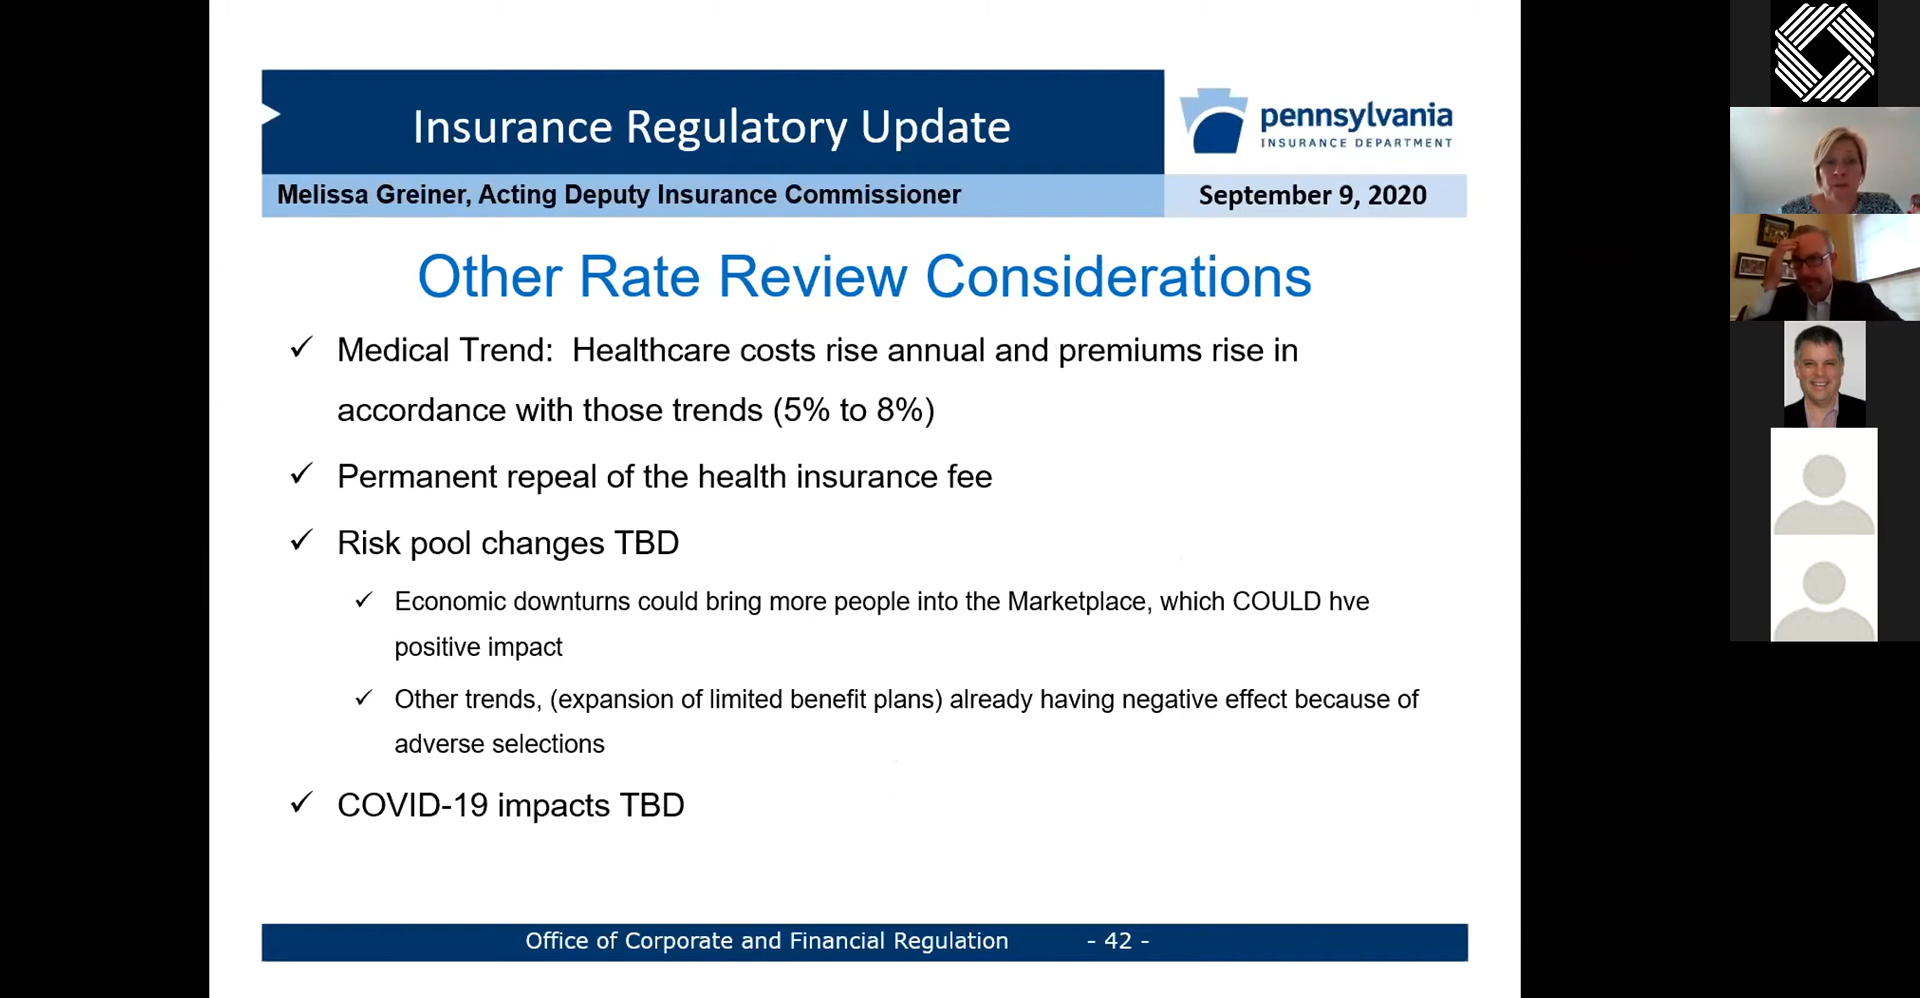 Insurance Regulatory Update
pennsylvania
INSURANCE DEPARTMENT
Melissa Greiner, Acting Deputy Insurance Commissioner
September 9, 2020
Other Rate Review Considerations
✓ Medical Trend: Healthcare costs rise annual and premiums rise in
accordance with those trends (5% to 8%)
✓ Permanent repeal of the health insurance fee
✓ Risk pool changes TBD
✓ Economic downturns could bring more people into the Marketplace, which COULD hve
positive impact
✓ Other trends, (expansion of limited benefit plans) already having negative effect because of
adverse selections
✓ COVID-19 impacts TBD
Office of Corporate and Financial Regulation - 42 -